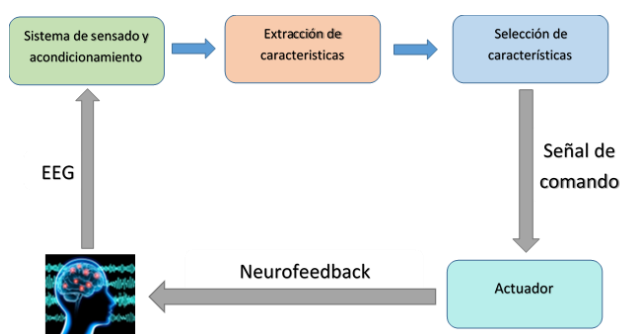 Sistema de sensado y
acondicionamiento
Extracción de
caracteristicas
Selección de
características
EEG
Señal de
comando
Neurofeedback
Actuador